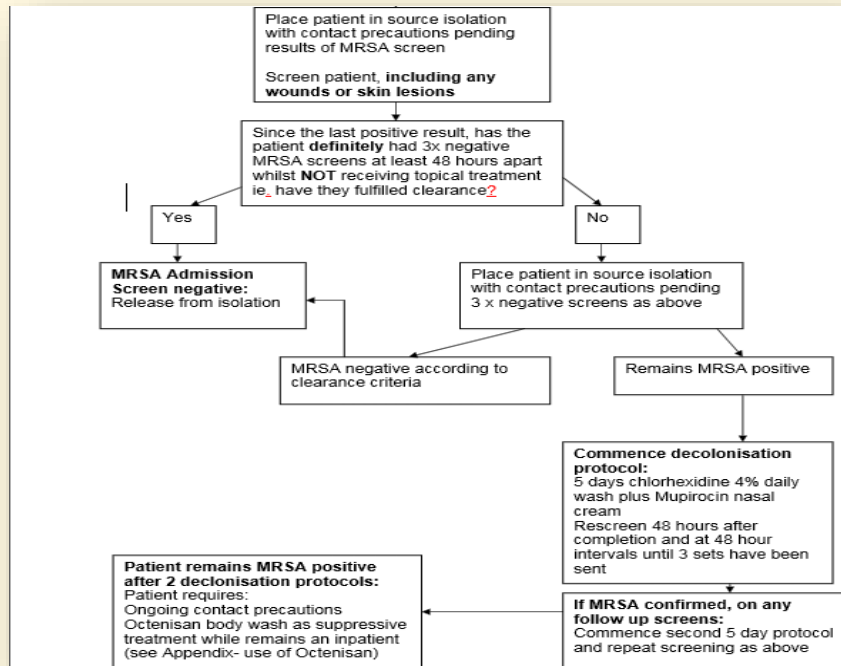 Place patient in source isolation
with contact precautions pending
results of MRSA screen
Screen patient, including any
wounds or skin lesions
Since the last positive result, has the
patient definitely had 3x negative
MRSA screens at least 48 hours apart
whilst NOT receiving topical treatment
ie, have they fulfilled clearance?
Yes
No
MRSA Admission
Screen negative:
Release from isolation
Place patient in source isolation
with contact precautions pending
3 x negative screens as above
MRSA negative according to
clearance criteria
Remains MRSA positive
Commence decolonisation
protocol:
5 days chlorhexidine 4% daily
wash plus Mupirocin nasal
cream
Rescreen 48 hours after
completion and at 48 hour
intervals until 3 sets have been
sent
Patient remains MRSA positive
after 2 declonisation protocols:
Patient requires:
Ongoing contact precautions
Octenisan body wash as suppressive
treatment while remains an inpatient
(see Appendix- use of Octenisan)
If MRSA confirmed, on any
follow up screens:
Commence second 5 day protocol
and repeat screening as above